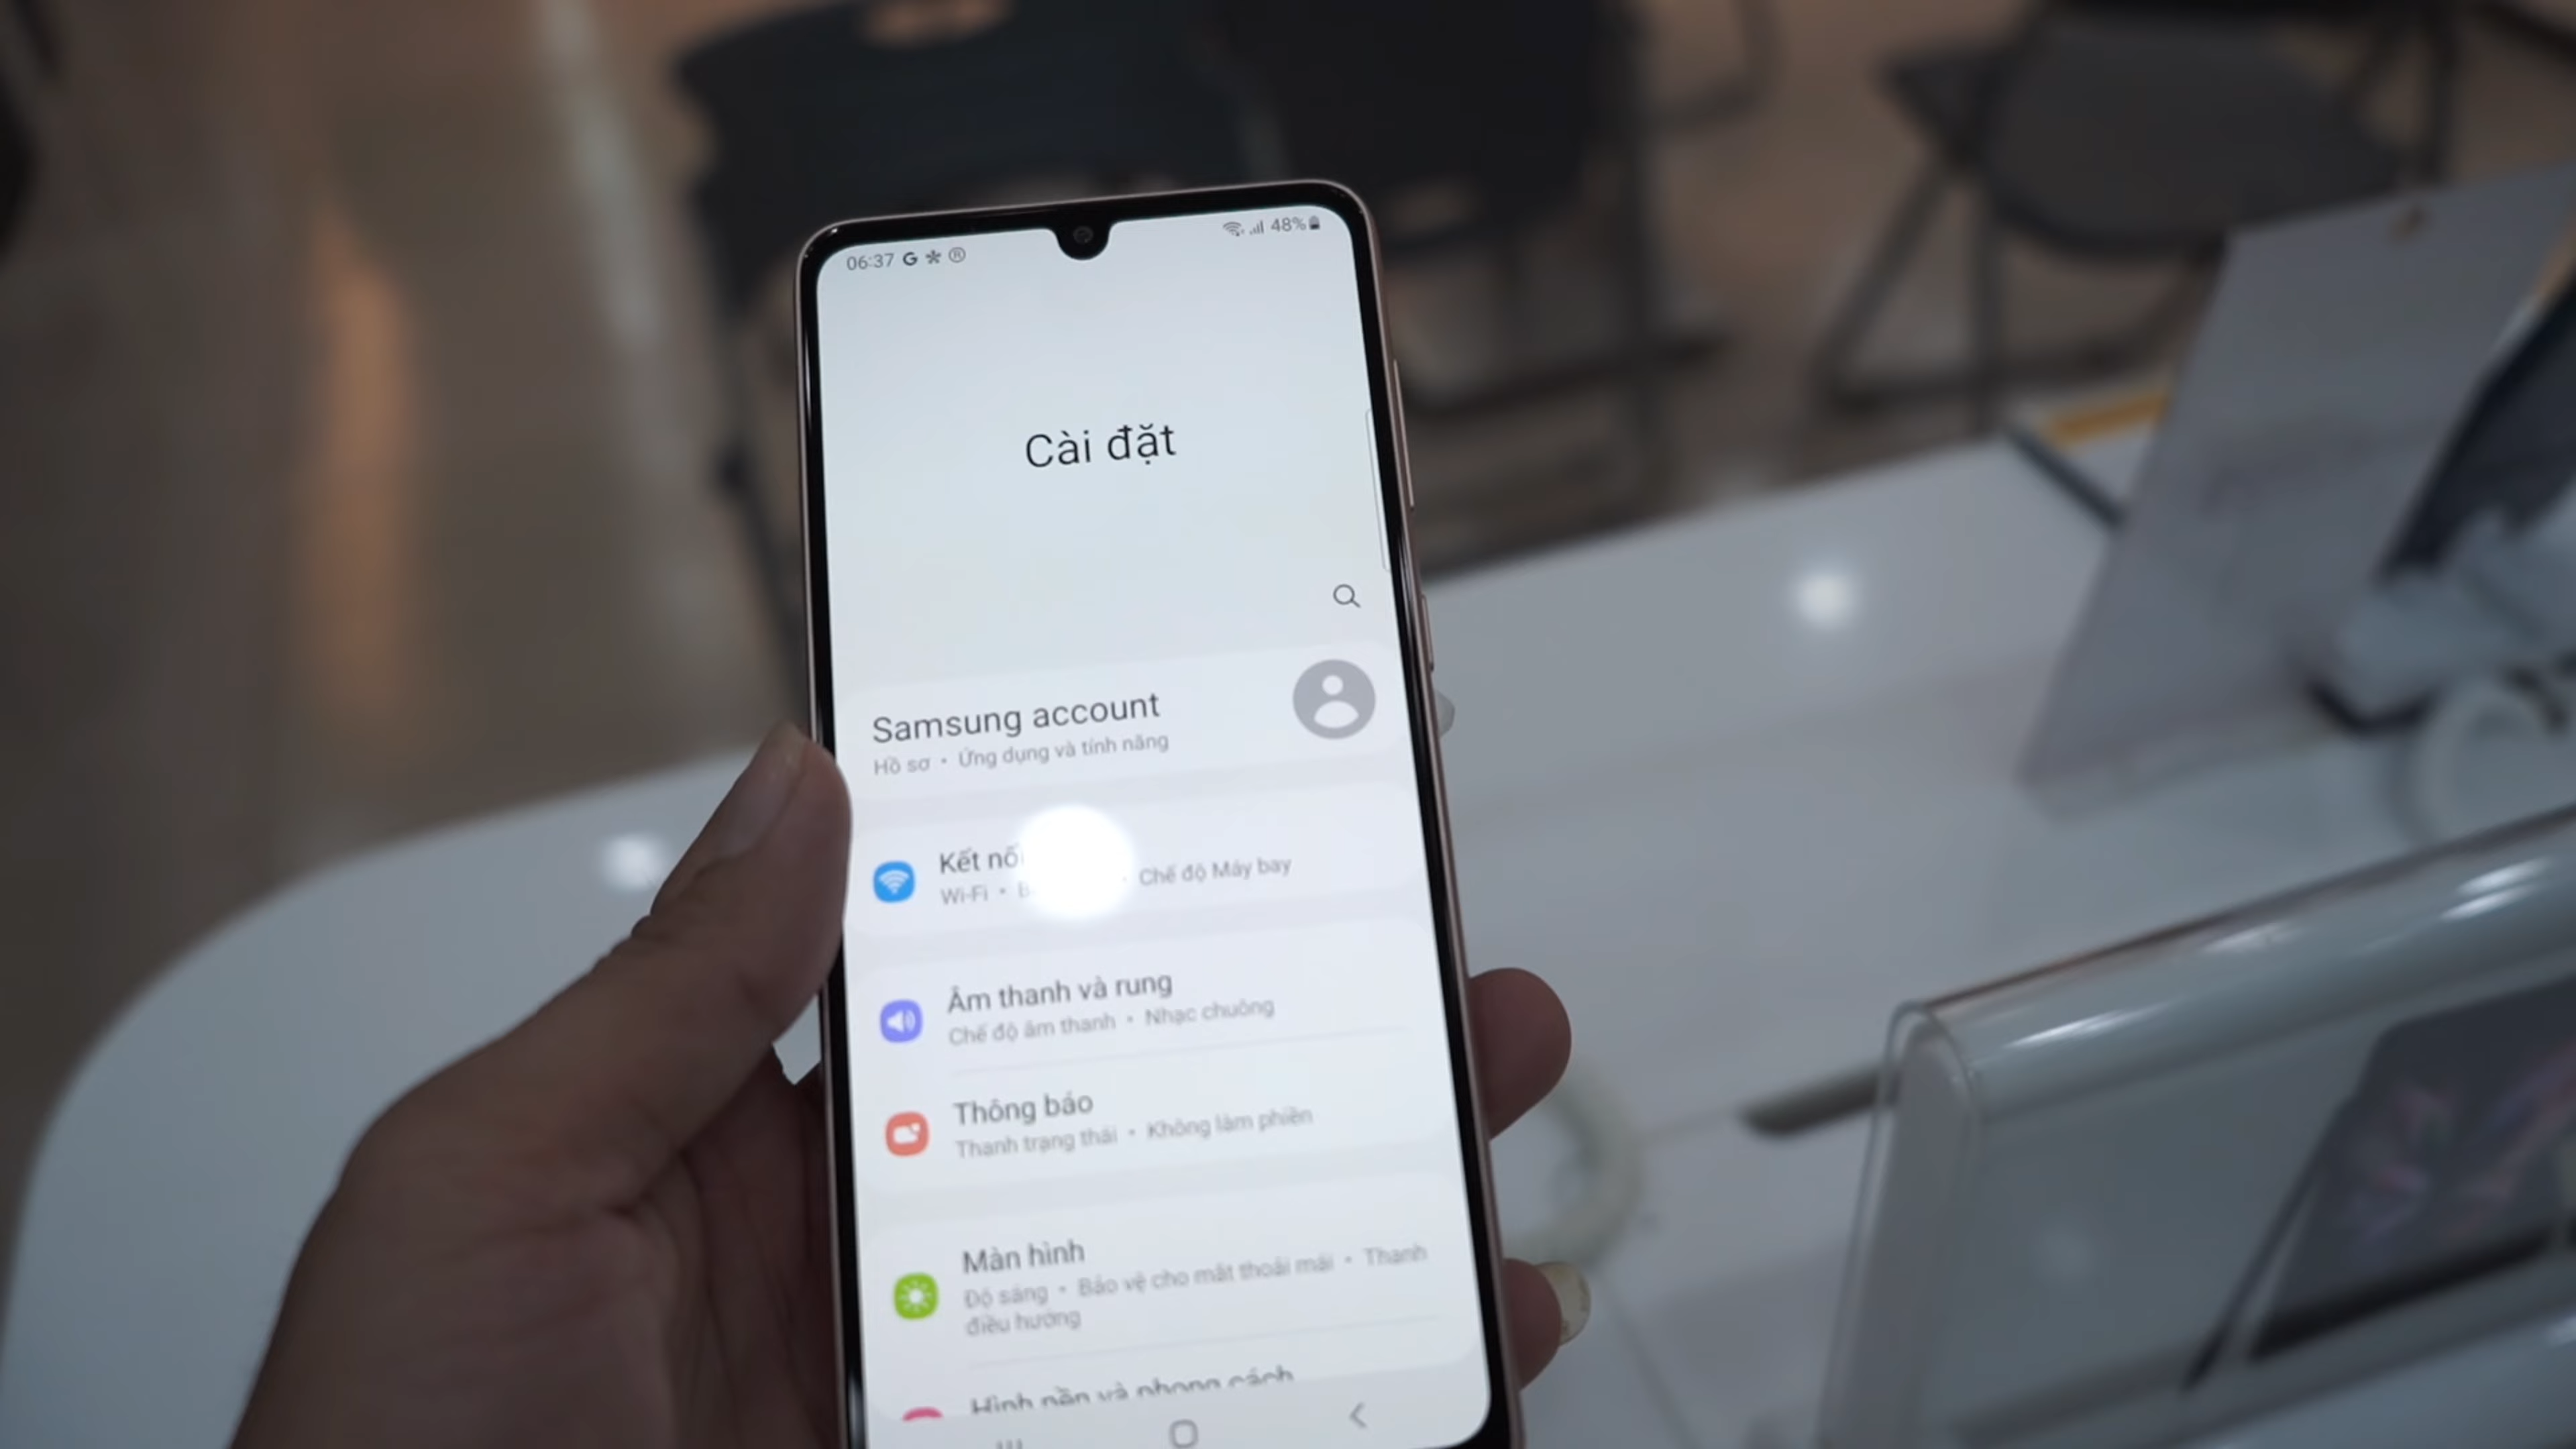 06:37 G 48%
Cài đặt
Samsung account
Hồ sơ • Ứng dụng và tính năng
Kết nối
Wi-Fi • • Chế độ Máy bay
Âm thanh và rung
Chế độ âm thanh • Nhạc chuông
Thông báo
Thanh trạng thái • Không làm phiền
Màn hình
Độ sáng • Bảo vệ cho mắt thoải mái • Thanh
điều hướng
Hình nền và phong cách